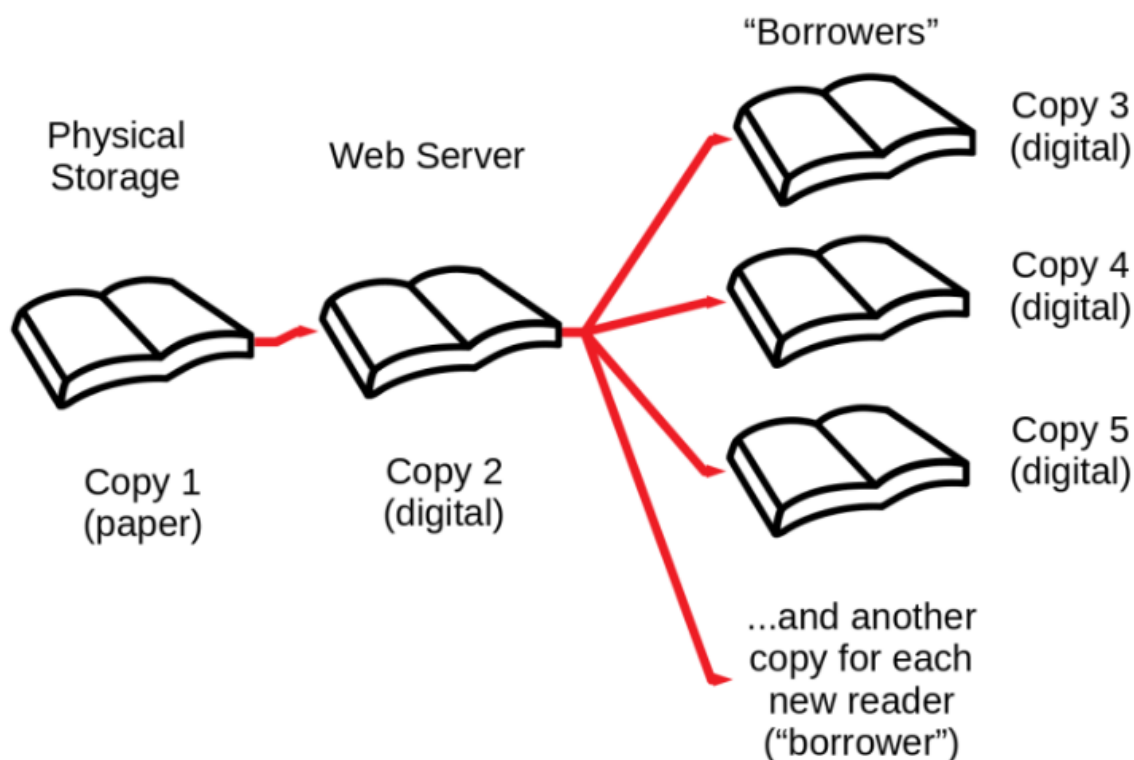 Physical
Storage
Copy 1
(paper)
Web Server
Copy 2
(digital)
“Borrowers”
Copy 3
(digital)
Copy 4
(digital)
Copy 5
(digital)
...and another
copy for each
new reader
(“borrower”)